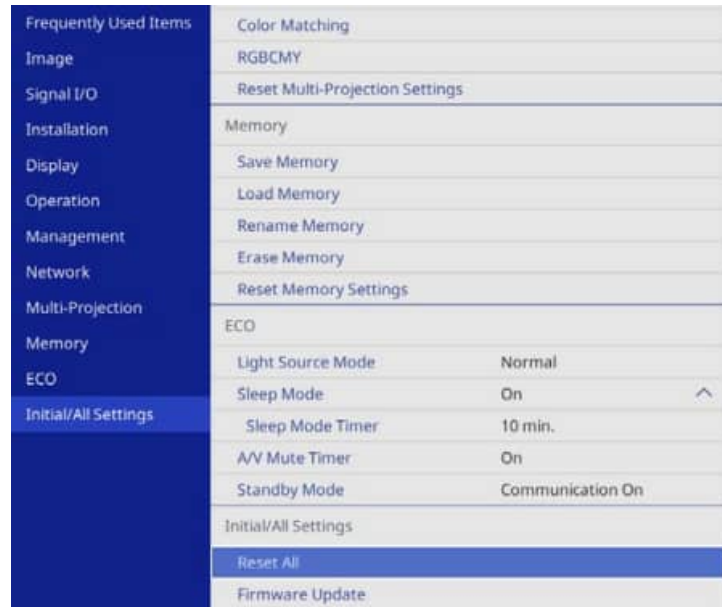 Frequently Used Items
Image
Signal I/O
Installation
Display
Operation
Management
Network
Multi-Projection
Memory
ECO
Initial/All Settings
Color Matching
RGBCMY
Reset Multi-Projection Settings
Memory
Save Memory
Load Memory
Rename Memory
Erase Memory
Reset Memory Settings
ECO
Light Source Mode Normal
Sleep Mode On
Sleep Mode Timer 10 min.
A/V Mute Timer On
Standby Mode Communication On
Initial/All Settings
Reset All
Firmware Update